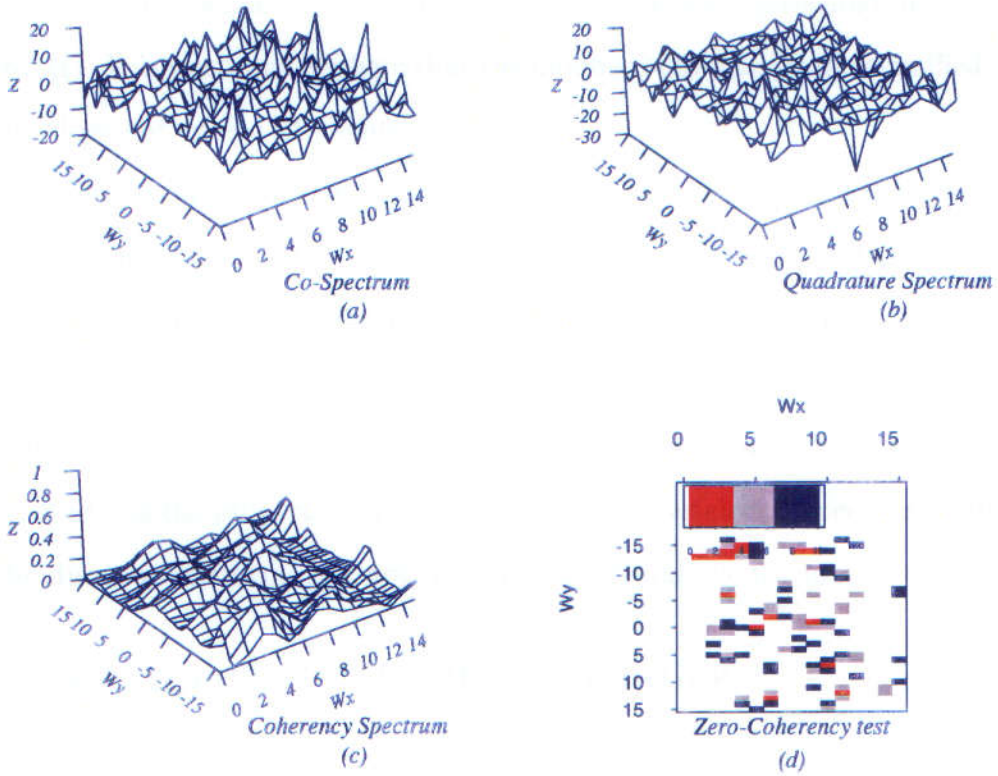 20
10
Z 0
-10
-20
15 10 5 0 -5 -10 -15
Wy
0 2 4 6 8 10 12 14
Wx
Co-Spectrum
(a)
20
10
Z 0
-10
-20
-30
15 10 5 0 -5 -10 -15
Wy
0 2 4 6 8 10 12 14
Wx
Quadrature Spectrum
(b)
1
0.8
0.6
Z 0.4
0.2
0
15 10 5 0 -5 -10 -15
Wy
0 2 4 6 8 10 12 14
Wx
Coherency Spectrum
(c)
Wx
0 5 10 15
-15
-10
-5
Wy 0
5
10
15
Zero-Coherency test
(d)